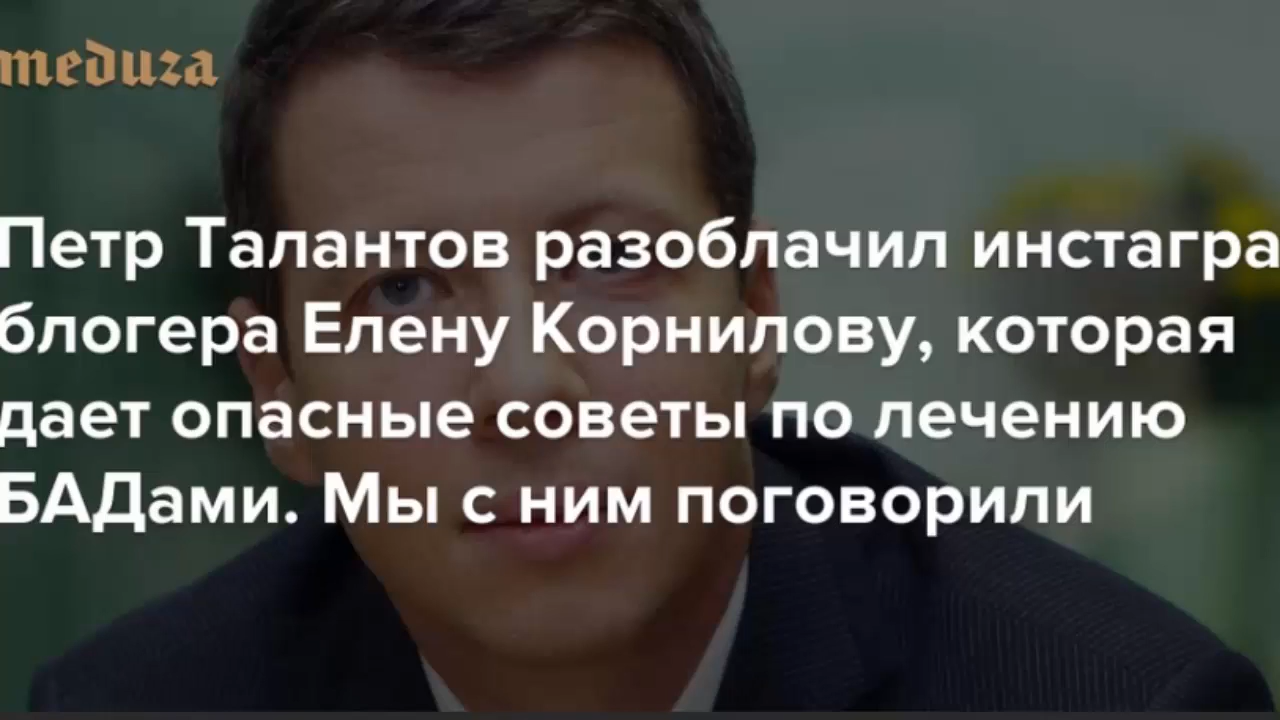 meduza
Петр Талантов разоблачил инстагра
блогера Елену Корнилову, которая
дает опасные советы по лечению
БАДами. Мы с ним поговорили